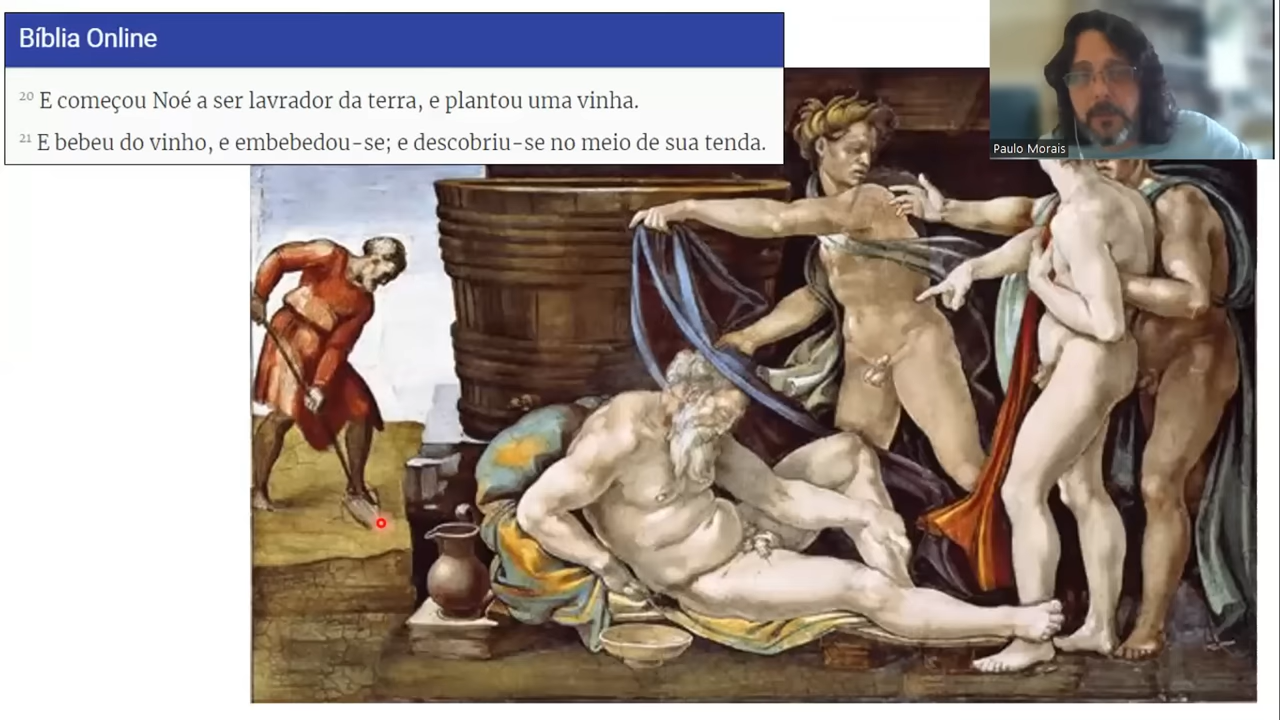 Bíblia Online
20 E começou Noé a ser lavrador da terra, e plantou uma vinha.
21 E bebeu do vinho, e embebedou-se; e descobriu-se no meio de sua tenda.
Paulo Morais